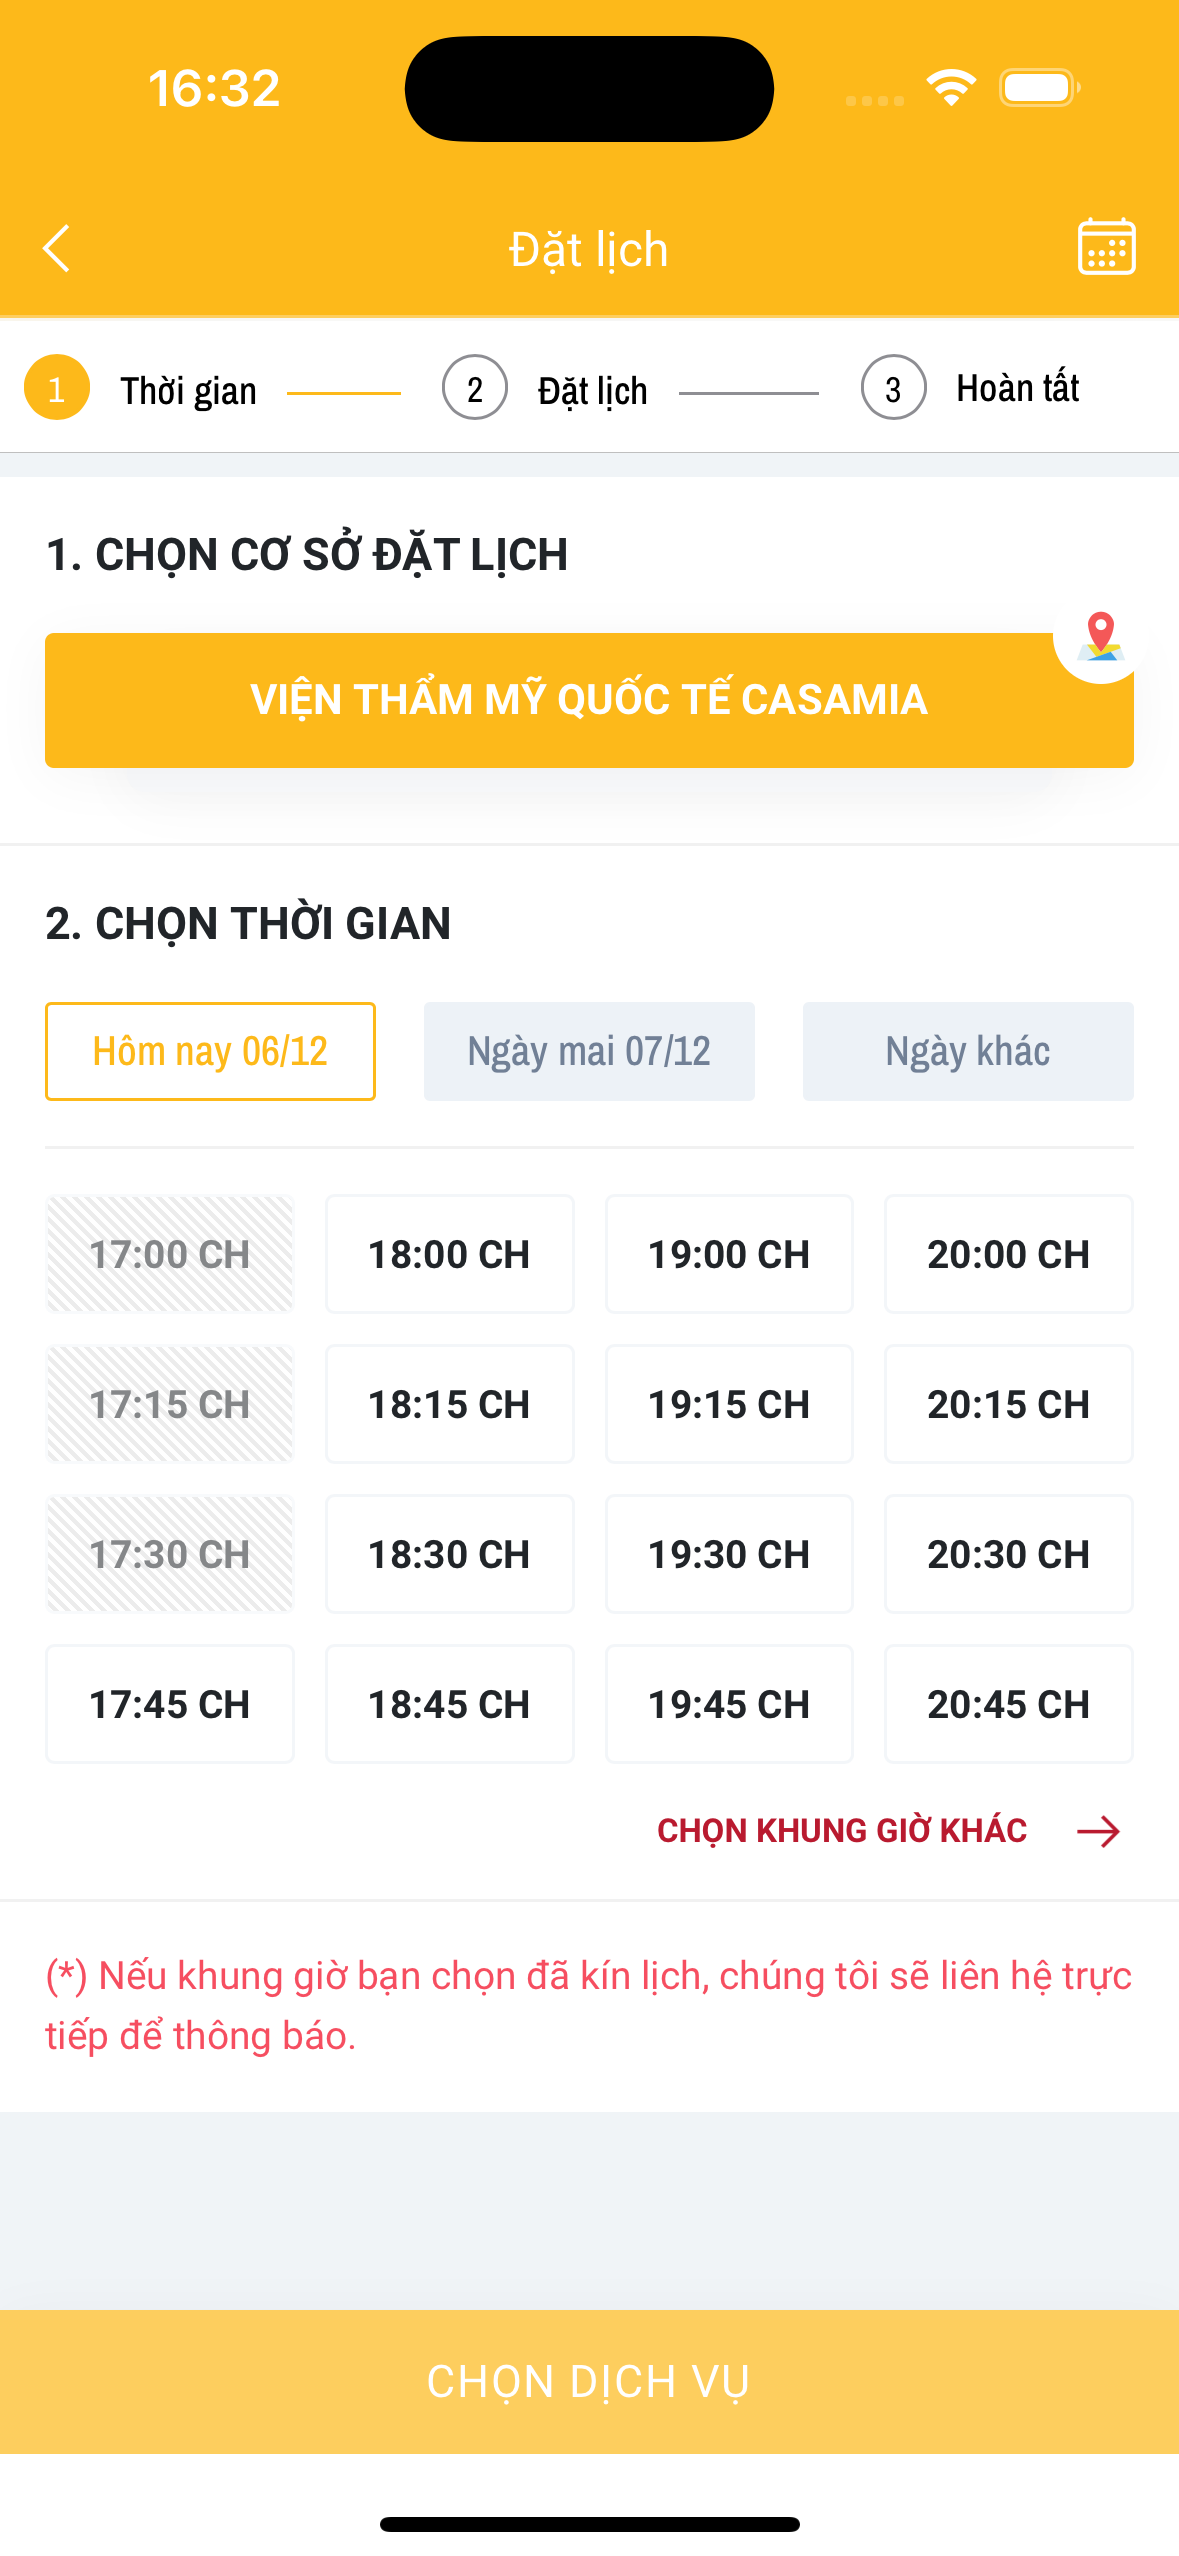 16:32
Đặt lịch
1 Thời gian 2 Đặt lịch 3 Hoàn tất
1. CHỌN CƠ SỞ ĐẶT LỊCH
VIỆN THẨM MỸ QUỐC TẾ CASAMIA
2. CHỌN THỜI GIAN
Hôm nay 06/12 Ngày mai 07/12 Ngày khác
17:00 CH 18:00 CH 19:00 CH 20:00 CH
17:15 CH 18:15 CH 19:15 CH 20:15 CH
17:30 CH 18:30 CH 19:30 CH 20:30 CH
17:45 CH 18:45 CH 19:45 CH 20:45 CH
CHỌN KHUNG GIỜ KHÁC
(*) Nếu khung giờ bạn chọn đã kín lịch, chúng tôi sẽ liên hệ trực
tiếp để thông báo.
CHỌN DỊCH VỤ